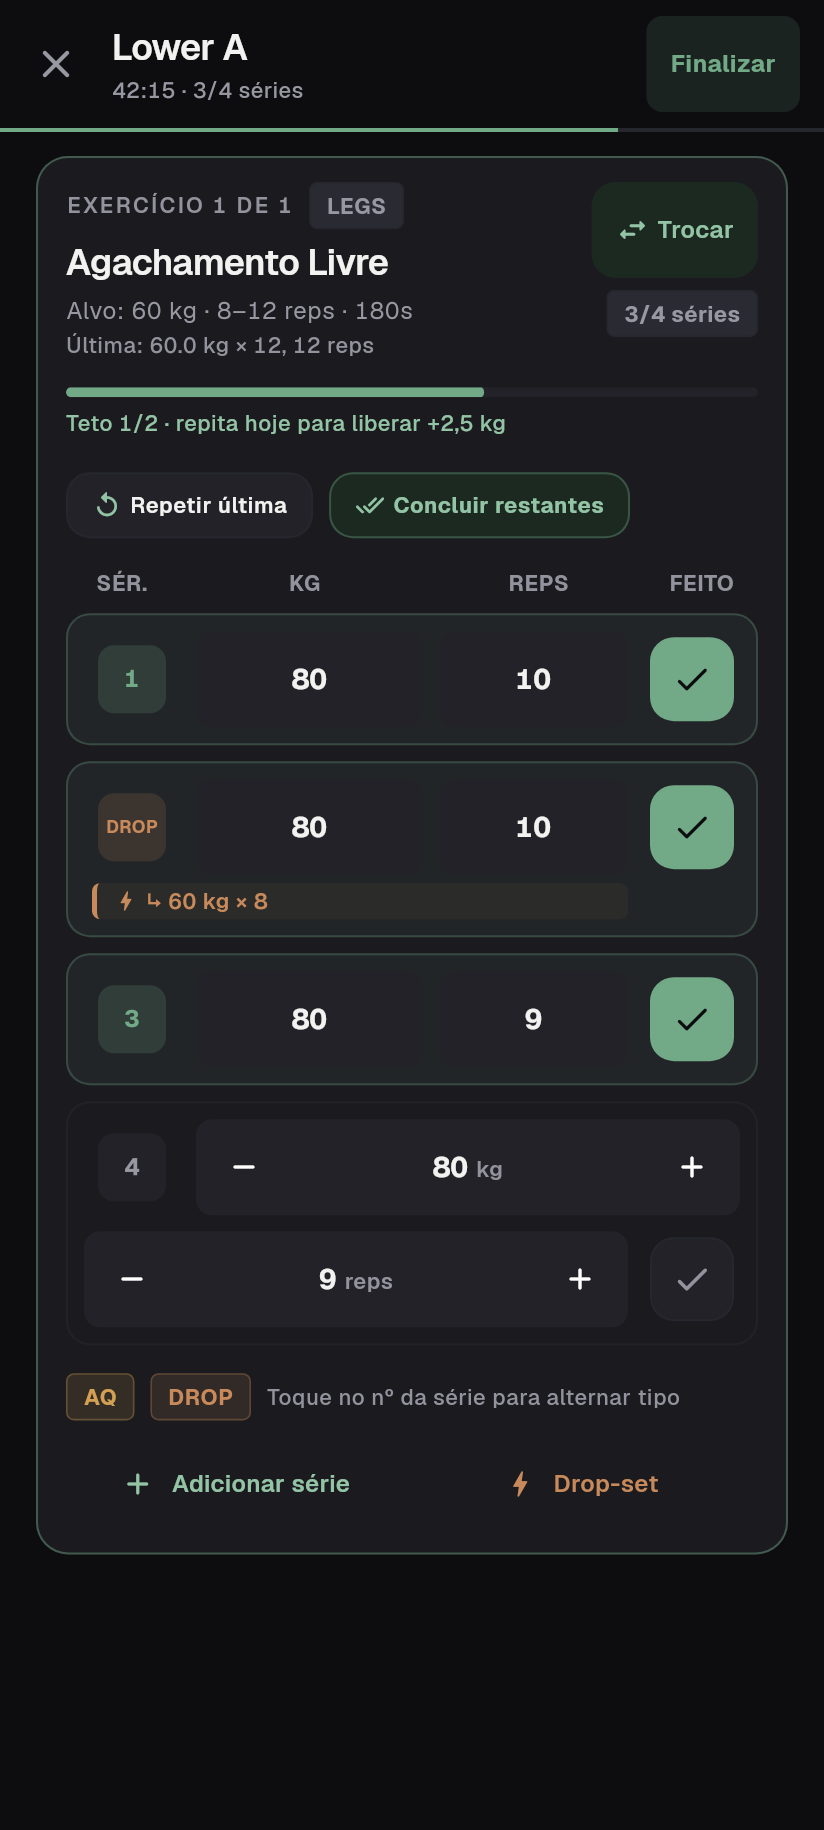 Lower A
42:15 · 3/4 séries
Finalizar
EXERCÍCIO 1 DE 1 LEGS
Trocar
Agachamento Livre
Alvo: 60 kg · 8–12 reps · 180s
3/4 séries
Última: 60.0 kg × 12, 12 reps
Teto 1/2 · repita hoje para liberar +2,5 kg
Repetir última
Concluir restantes
SÉR. KG REPS FEITO
1 80 10
DROP 80 10
↳ 60 kg × 8
3 80 9
4 − 80 kg +
− 9 reps +
AQ DROP Toque no nº da série para alternar tipo
+ Adicionar série
Drop-set